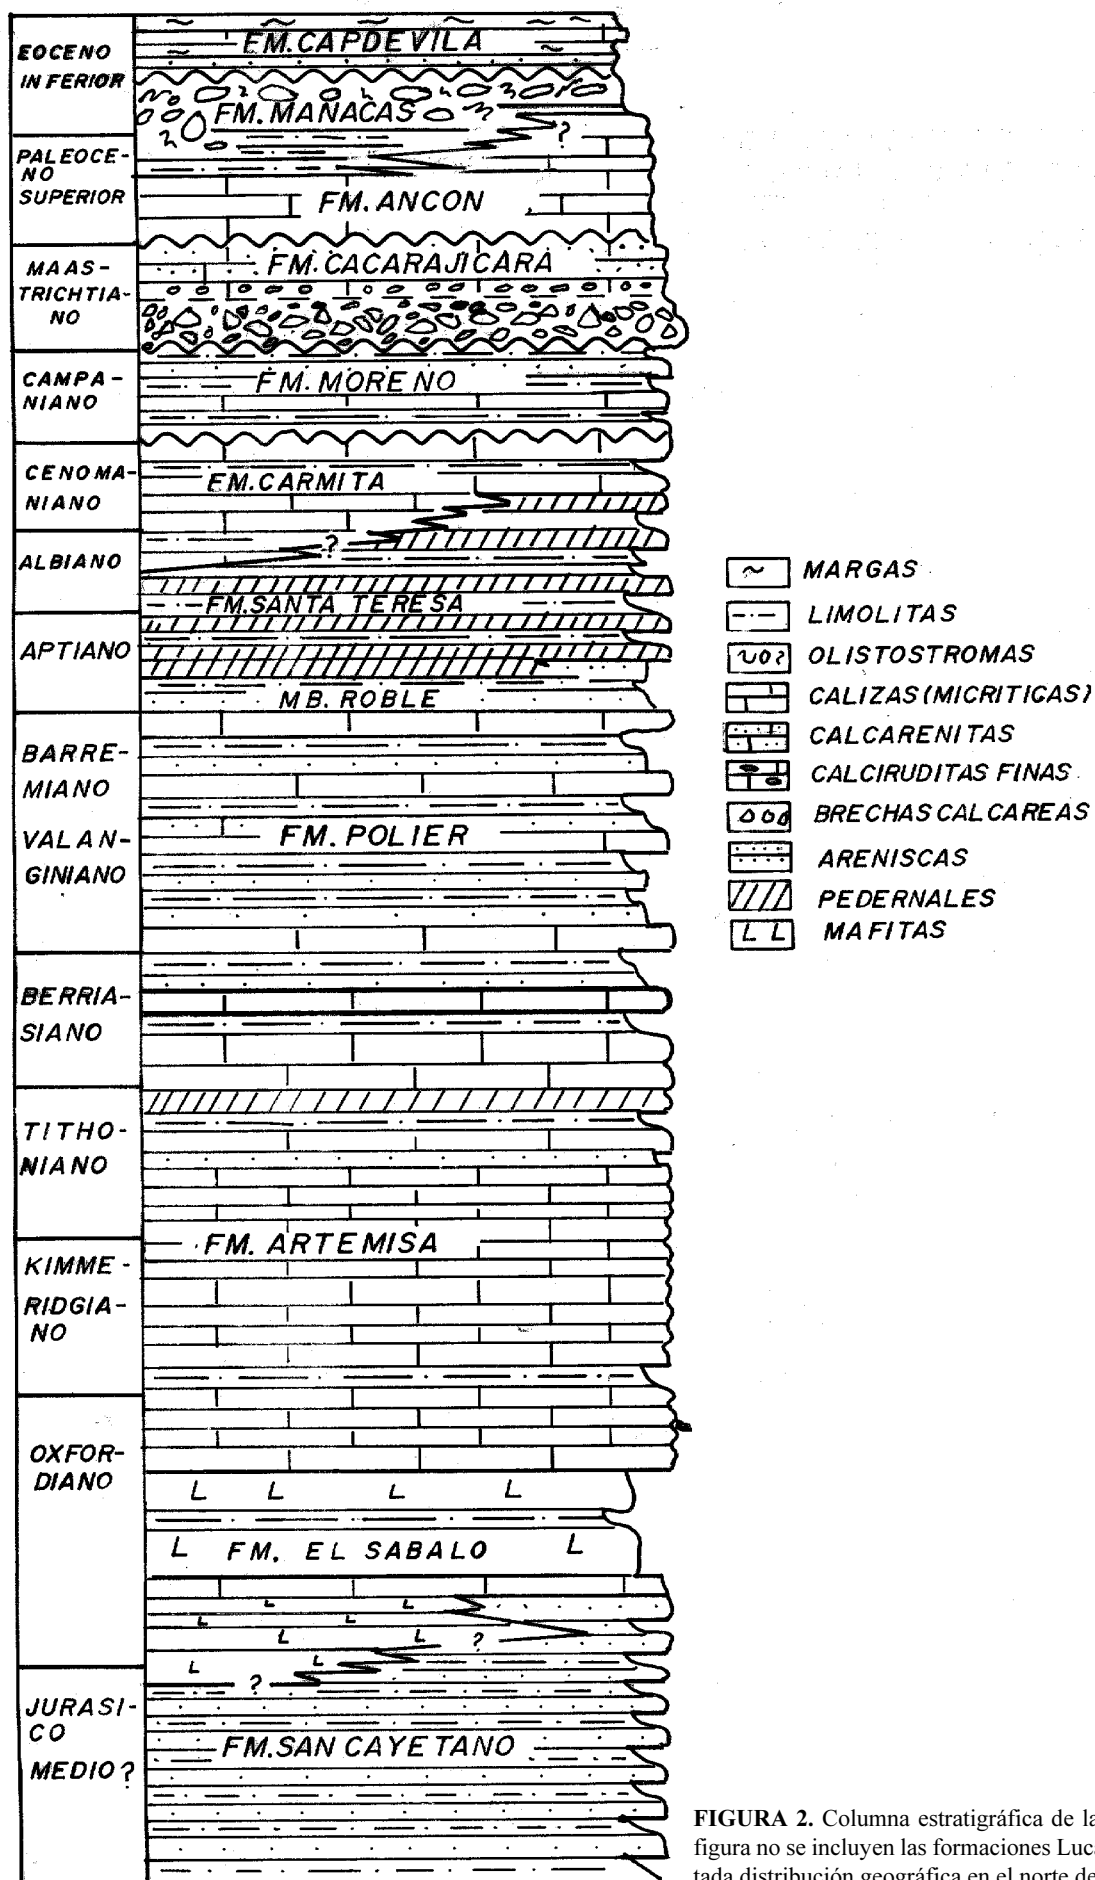 EOCENO
INFERIOR
FM. CAPDEVILA
FM. MANACAS
?
PALEOCE-
NO
SUPERIOR
FM. ANCON
MAAS-
TRICHTIA-
NO
FM. CACARAJICARA
CAMPA-
NIANO
FM. MORENO
CENOMA-
NIANO
FM. CARMITA
?
ALBIANO
FM. SANTA TERESA
APTIANO
MB. ROBLE
BARRE-
MIANO
VALAN-
GINIANO
FM. POLIER
BERRIA-
SIANO
TITHO-
NIANO
FM. ARTEMISA
KIMME-
RIDGIA-
NO
OXFOR-
DIANO
L L L L
L FM. EL SABALO L
L L
L L
L L ?
L L
?
JURASI-
CO
MEDIO?
FM. SAN CAYETANO
MARGAS
LIMOLITAS
OLISTOSTROMAS
CALIZAS (MICRITICAS)
CALCARENITAS
CALCIRUDITAS FINAS
BRECHAS CALCAREAS
ARENISCAS
PEDERNALES
L L MAFITAS
FIGURA 2. Columna estratigráfica de la
figura no se incluyen las formaciones Luca
tada distribución geográfica en el norte de